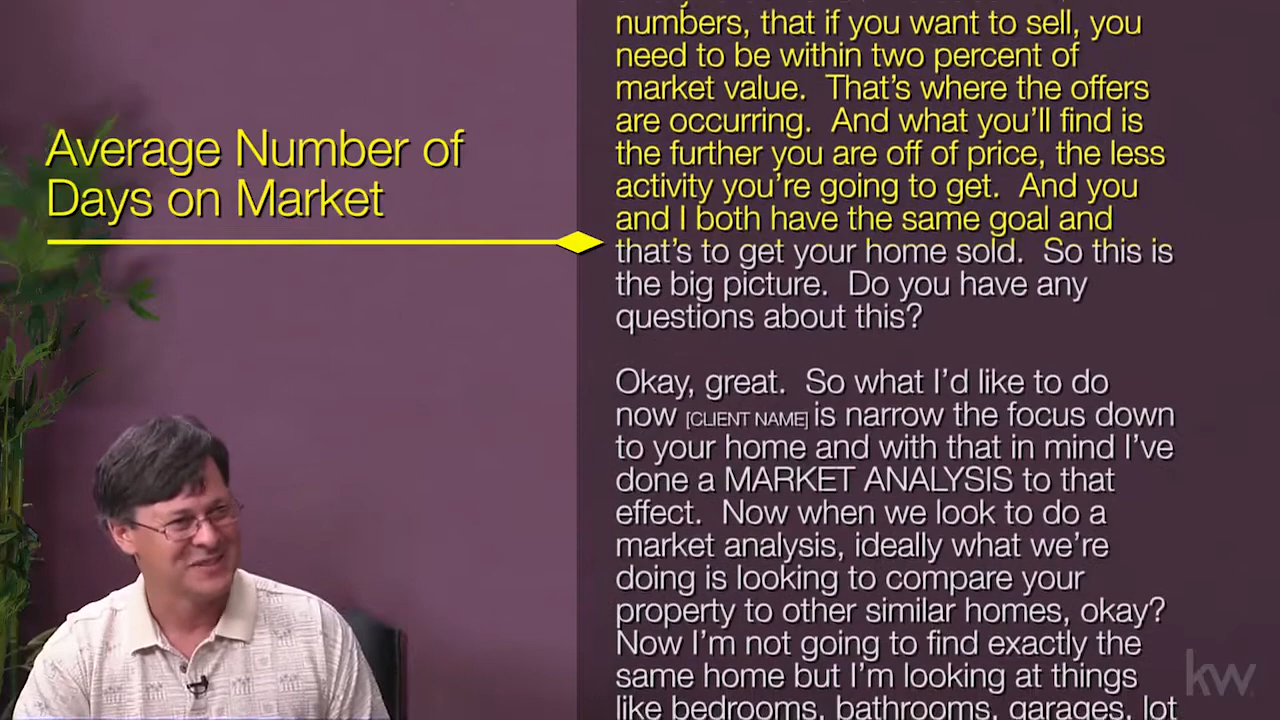 Average Number of
Days on Market
numbers, that if you want to sell, you
need to be within two percent of
market value.  That's where the offers
are occurring.  And what you'll find is
the further you are off of price, the less
activity you're going to get.  And you
and I both have the same goal and
that's to get your home sold.  So this is
the big picture.  Do you have any
questions about this?
Okay, great.  So what I'd like to do
now [CLIENT NAME] is narrow the focus down
to your home and with that in mind I've
done a MARKET ANALYSIS to that
effect.  Now when we look to do a
market analysis, ideally what we're
doing is looking to compare your
property to other similar homes, okay?
Now I'm not going to find exactly the
same home but I'm looking at things
like bedrooms, bathrooms, garages, lot
kw